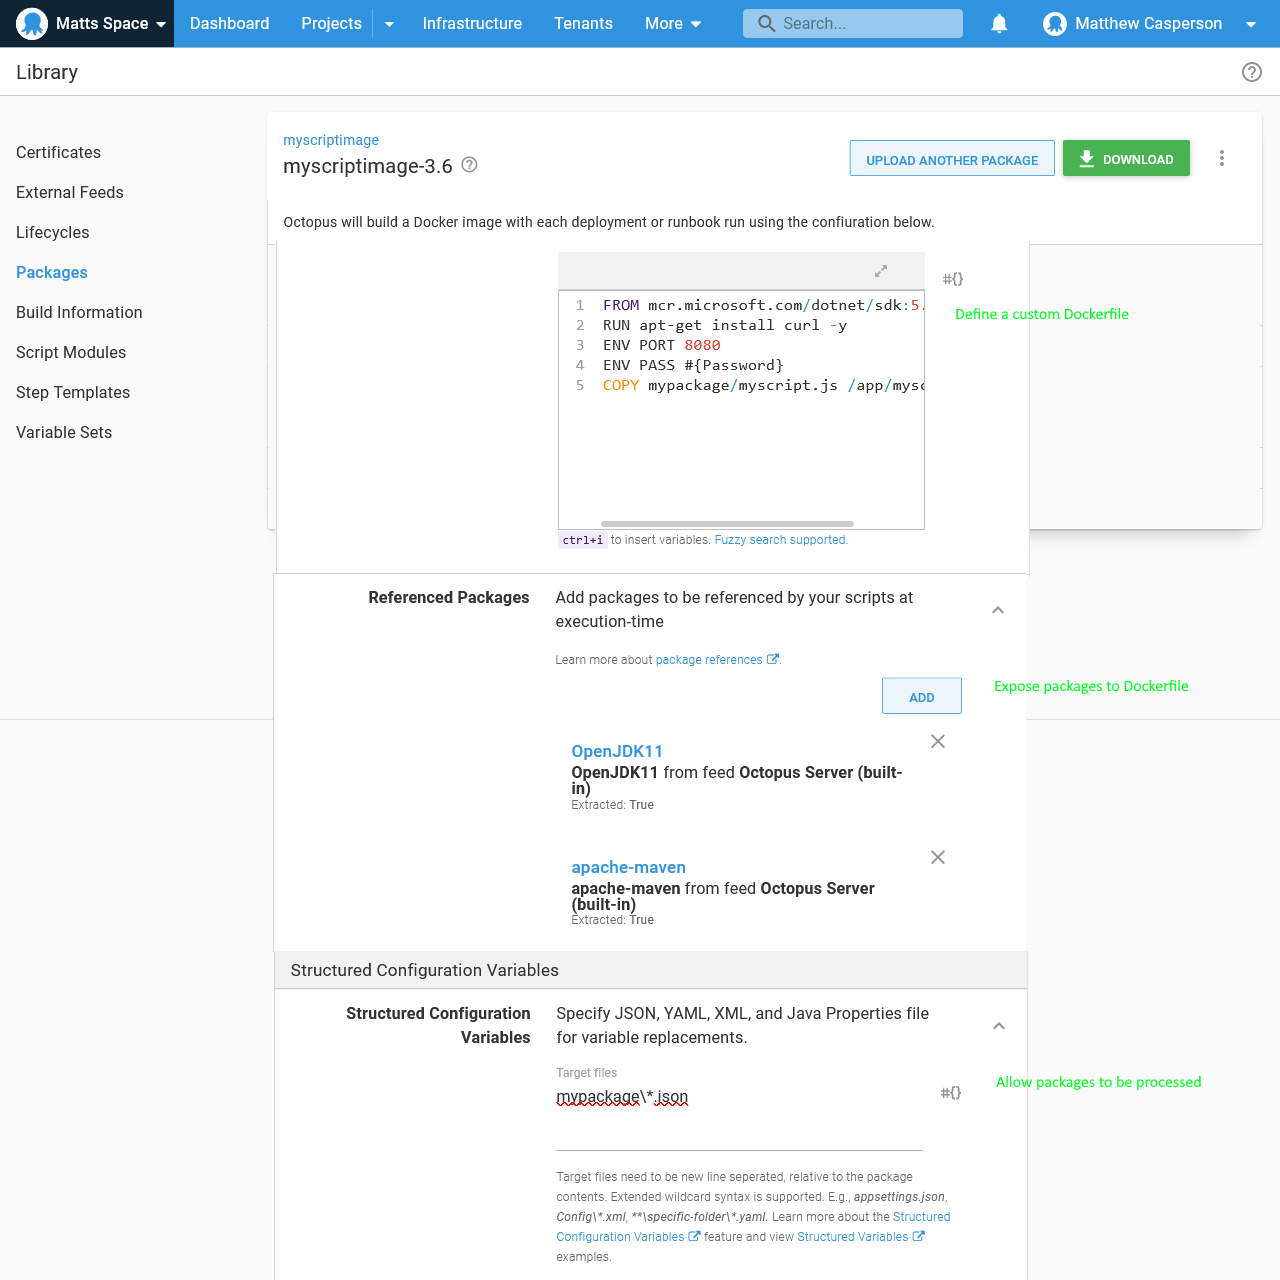 Matts Space Dashboard Projects Infrastructure Tenants More Search... Matthew Casperson
Library
Certificates
External Feeds
Lifecycles
Packages
Build Information
Script Modules
Step Templates
Variable Sets
myscriptimage
myscriptimage-3.6
UPLOAD ANOTHER PACKAGE DOWNLOAD
Octopus will build a Docker image with each deployment or runbook run using the confiuration below.
#{}
1 FROM mcr.microsoft.com/dotnet/sdk:5.
2 RUN apt-get install curl -y
3 ENV PORT 8080
4 ENV PASS #{Password}
5 COPY mypackage/myscript.js /app/mysc
Define a custom Dockerfile
ctrl+i to insert variables. Fuzzy search supported.
Referenced Packages
Add packages to be referenced by your scripts at
execution-time
Learn more about package references.
ADD
Expose packages to Dockerfile
OpenJDK11
OpenJDK11 from feed Octopus Server (built-
in)
Extracted: True
apache-maven
apache-maven from feed Octopus Server
(built-in)
Extracted: True
Structured Configuration Variables
Structured Configuration
Variables
Specify JSON, YAML, XML, and Java Properties file
for variable replacements.
Target files
mypackage\*.json
#{}
Allow packages to be processed
Target files need to be new line seperated, relative to the package
contents. Extended wildcard syntax is supported. E.g., appsettings.json,
Config\*.xml, **\specific-folder\*.yaml. Learn more about the Structured
Configuration Variables feature and view Structured Variables
examples.